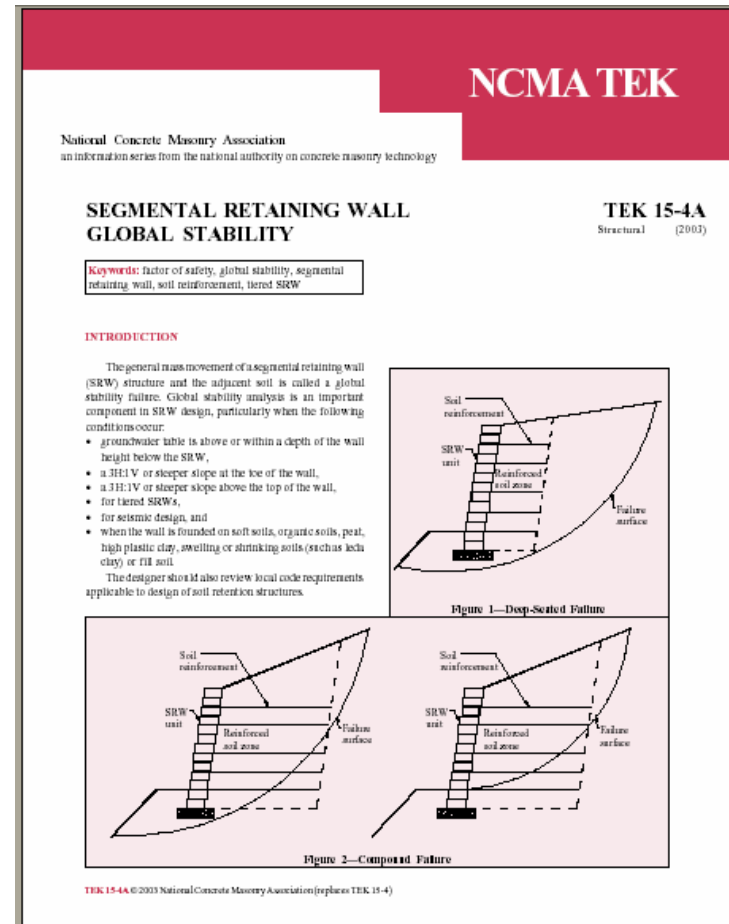 NCMA TEK
National Concrete Masonry Association
an information series from the national authority on concrete masonry technology
SEGMENTAL RETAINING WALL
GLOBAL STABILITY
TEK 15-4A
Structural (2003)
Keywords: factor of safety, global stability, segmental
retaining wall, soil reinforcement, tiered SRW
INTRODUCTION
The general mass movement of a segmental retaining wall
(SRW) structure and the adjacent soil is called a global
stability failure. Global stability analysis is an important
component in SRW design, particularly when the following
conditions occur:
• groundwater table is above or within a depth of the wall
height below the SRW,
• a 3H:1V or steeper slope at the toe of the wall,
• a 3H:1V or steeper slope above the top of the wall,
• for tiered SRWs,
• for seismic design, and
• when the wall is founded on soft soils, organic soils, peat,
high plastic clay, swelling or shrinking soils (such as leda
clay) or fill soil.
The designer should also review local code requirements
applicable to design of soil retention structures.
Soil
reinforcement
SRW
unit
Reinforced
soil zone
Failure
surface
Figure 1—Deep-Seated Failure
Soil
reinforcement
SRW
unit
Reinforced
soil zone
Failure
surface
Soil
reinforcement
SRW
unit
Reinforced
soil zone
Failure
surface
Figure 2—Compound Failure
TEK 15-4A © 2003 National Concrete Masonry Association (replaces TEK 15-4)